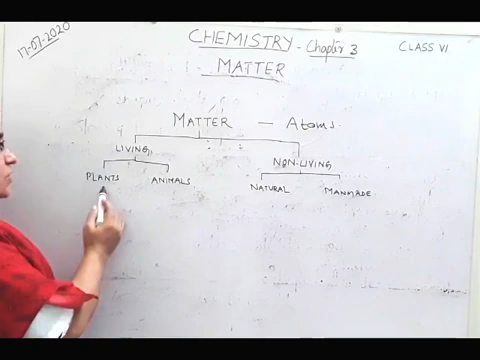 17-07-2020
CHEMISTRY - Chapter 3
CLASS VI
MATTER
MATTER — Atoms.
LIVING
NON-LIVING
PLANTS
ANIMALS
NATURAL
MANMADE